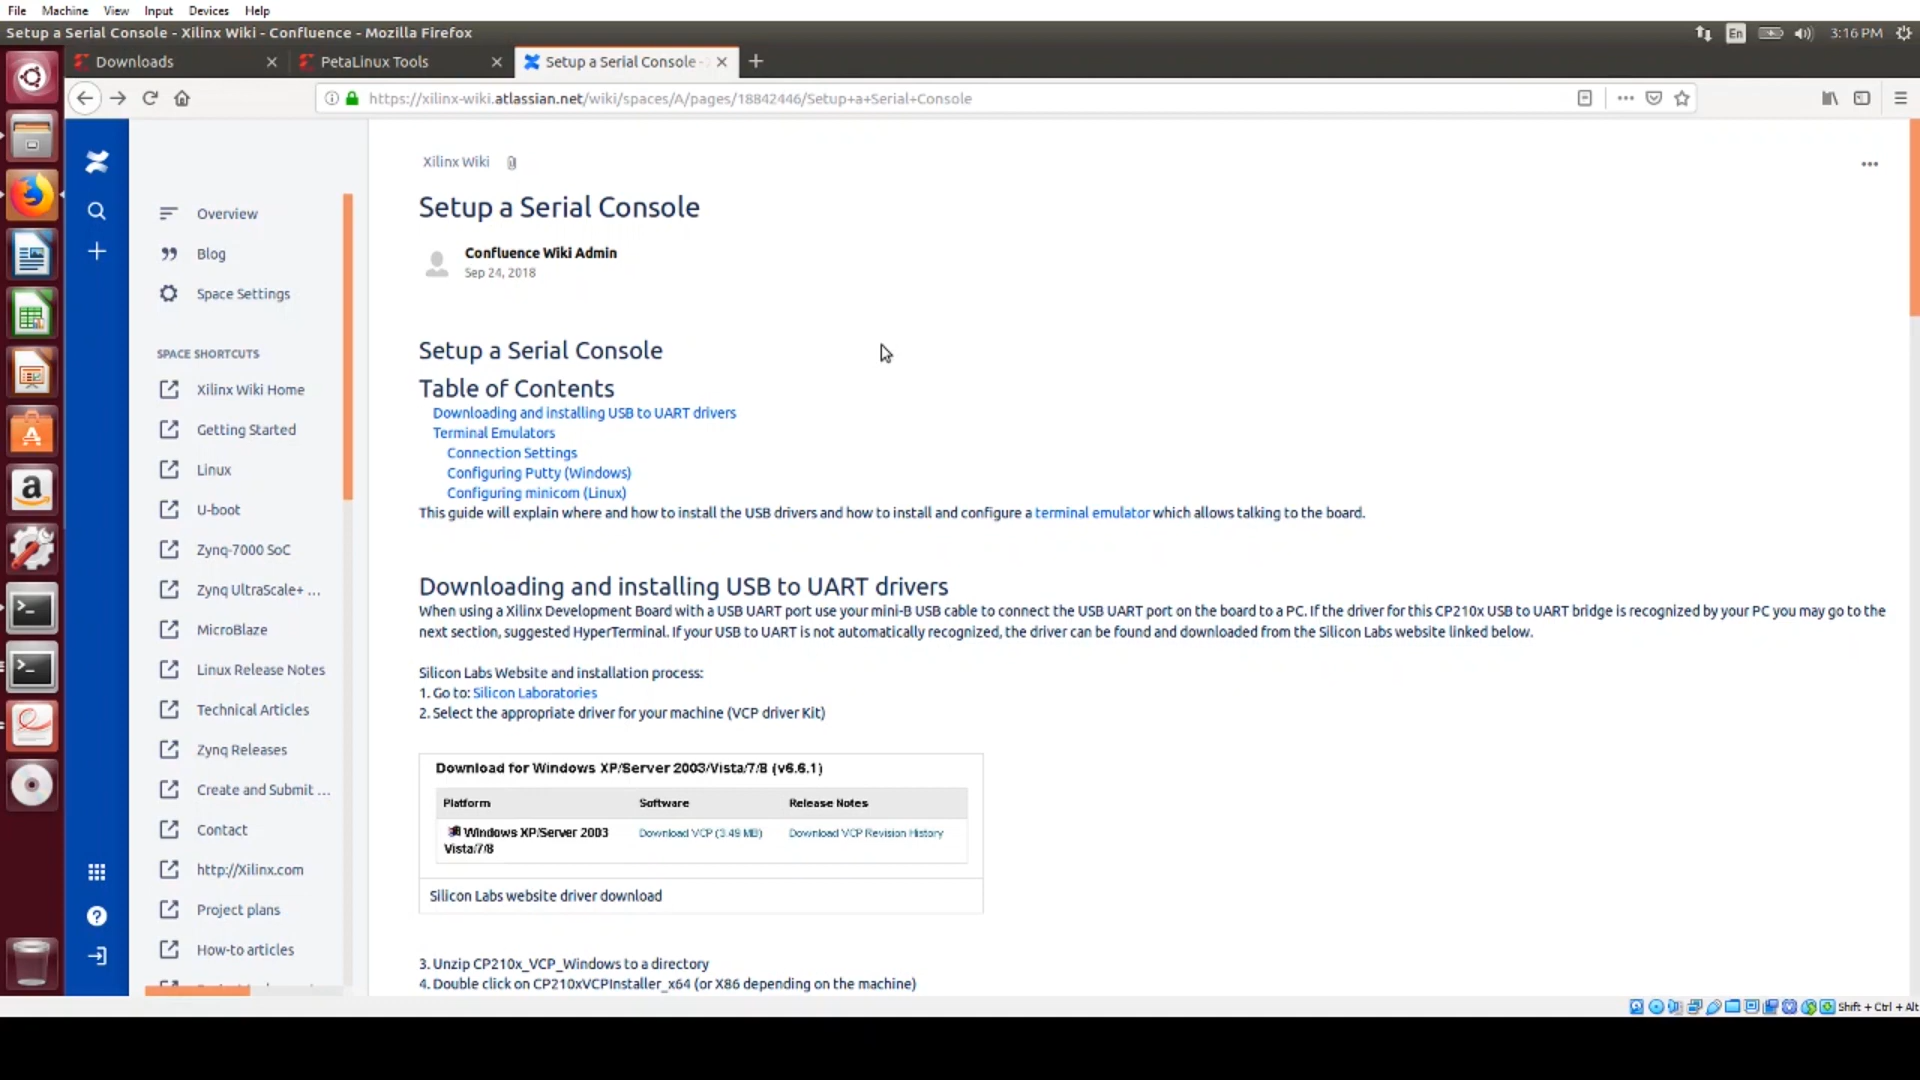 File Machine View Input Devices Help
Setup a Serial Console - Xilinx Wiki - Confluence - Mozilla Firefox
En 3:16 PM
Downloads PetaLinux Tools Setup a Serial Console -
https://xilinx-wiki.atlassian.net/wiki/spaces/A/pages/18842446/Setup+a+Serial+Console
Overview
Blog
Space Settings
SPACE SHORTCUTS
Xilinx Wiki Home
Getting Started
Linux
U-boot
Zynq-7000 SoC
Zynq UltraScale+ ...
MicroBlaze
Linux Release Notes
Technical Articles
Zynq Releases
Create and Submit ...
Contact
http://Xilinx.com
Project plans
How-to articles
Xilinx Wiki
Setup a Serial Console
Confluence Wiki Admin
Sep 24, 2018
Setup a Serial Console
Table of Contents
Downloading and installing USB to UART drivers
Terminal Emulators
Connection Settings
Configuring Putty (Windows)
Configuring minicom (Linux)
This guide will explain where and how to install the USB drivers and how to install and configure a terminal emulator which allows talking to the board.
Downloading and installing USB to UART drivers
When using a Xilinx Development Board with a USB UART port use your mini-B USB cable to connect the USB UART port on the board to a PC. If the driver for this CP210x USB to UART bridge is recognized by your PC you may go to the
next section, suggested HyperTerminal. If your USB to UART is not automatically recognized, the driver can be found and downloaded from the Silicon Labs website linked below.
Silicon Labs Website and installation process:
1. Go to: Silicon Laboratories
2. Select the appropriate driver for your machine (VCP driver Kit)
Download for Windows XP/Server 2003/Vista/7/8 (v6.6.1)
Platform Software Release Notes
Windows XP/Server 2003 Download VCP (3.49 MB) Download VCP Revision History
Vista/7/8
Silicon Labs website driver download
3. Unzip CP210x_VCP_Windows to a directory
4. Double click on CP210xVCPInstaller_x64 (or X86 depending on the machine)
Shift + Ctrl + Alt